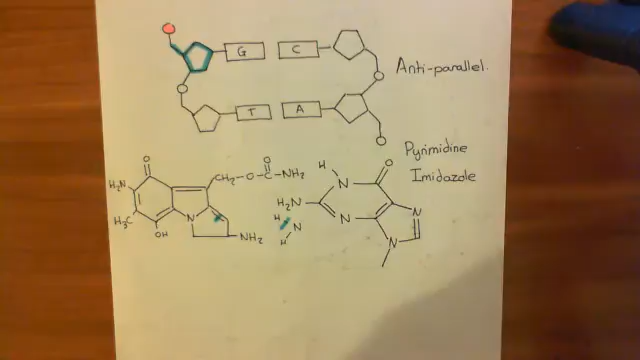 G C
Anti-parallel.
T A
Pyrimidine
Imidazole
O
H₂N
CH₂-O-C-NH₂
O
H₃C
OH
N
NH₂
H
N
O
H₂N
N
N
N
H
N
H